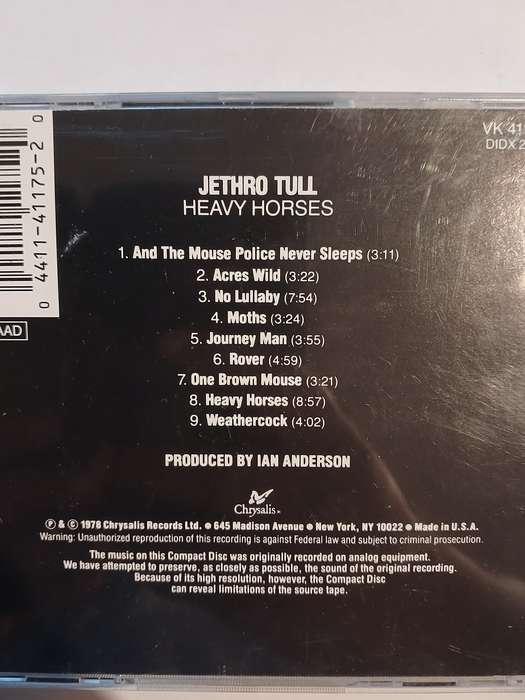 VK 41
DIDX 2
0 4411-41175-2 0
AAD
JETHRO TULL
HEAVY HORSES
1. And The Mouse Police Never Sleeps (3:11)
2. Acres Wild (3:22)
3. No Lullaby (7:54)
4. Moths (3:24)
5. Journey Man (3:55)
6. Rover (4:59)
7. One Brown Mouse (3:21)
8. Heavy Horses (8:57)
9. Weathercock (4:02)
PRODUCED BY IAN ANDERSON
Chrysalis
℗ & © 1978 Chrysalis Records Ltd. ● 645 Madison Avenue ● New York, NY 10022 ● Made in U.S.A.
Warning: Unauthorized reproduction of this recording is against Federal law and subject to criminal prosecution.
The music on this Compact Disc was originally recorded on analog equipment.
We have attempted to preserve, as closely as possible, the sound of the original recording.
Because of its high resolution, however, the Compact Disc
can reveal limitations of the source tape.